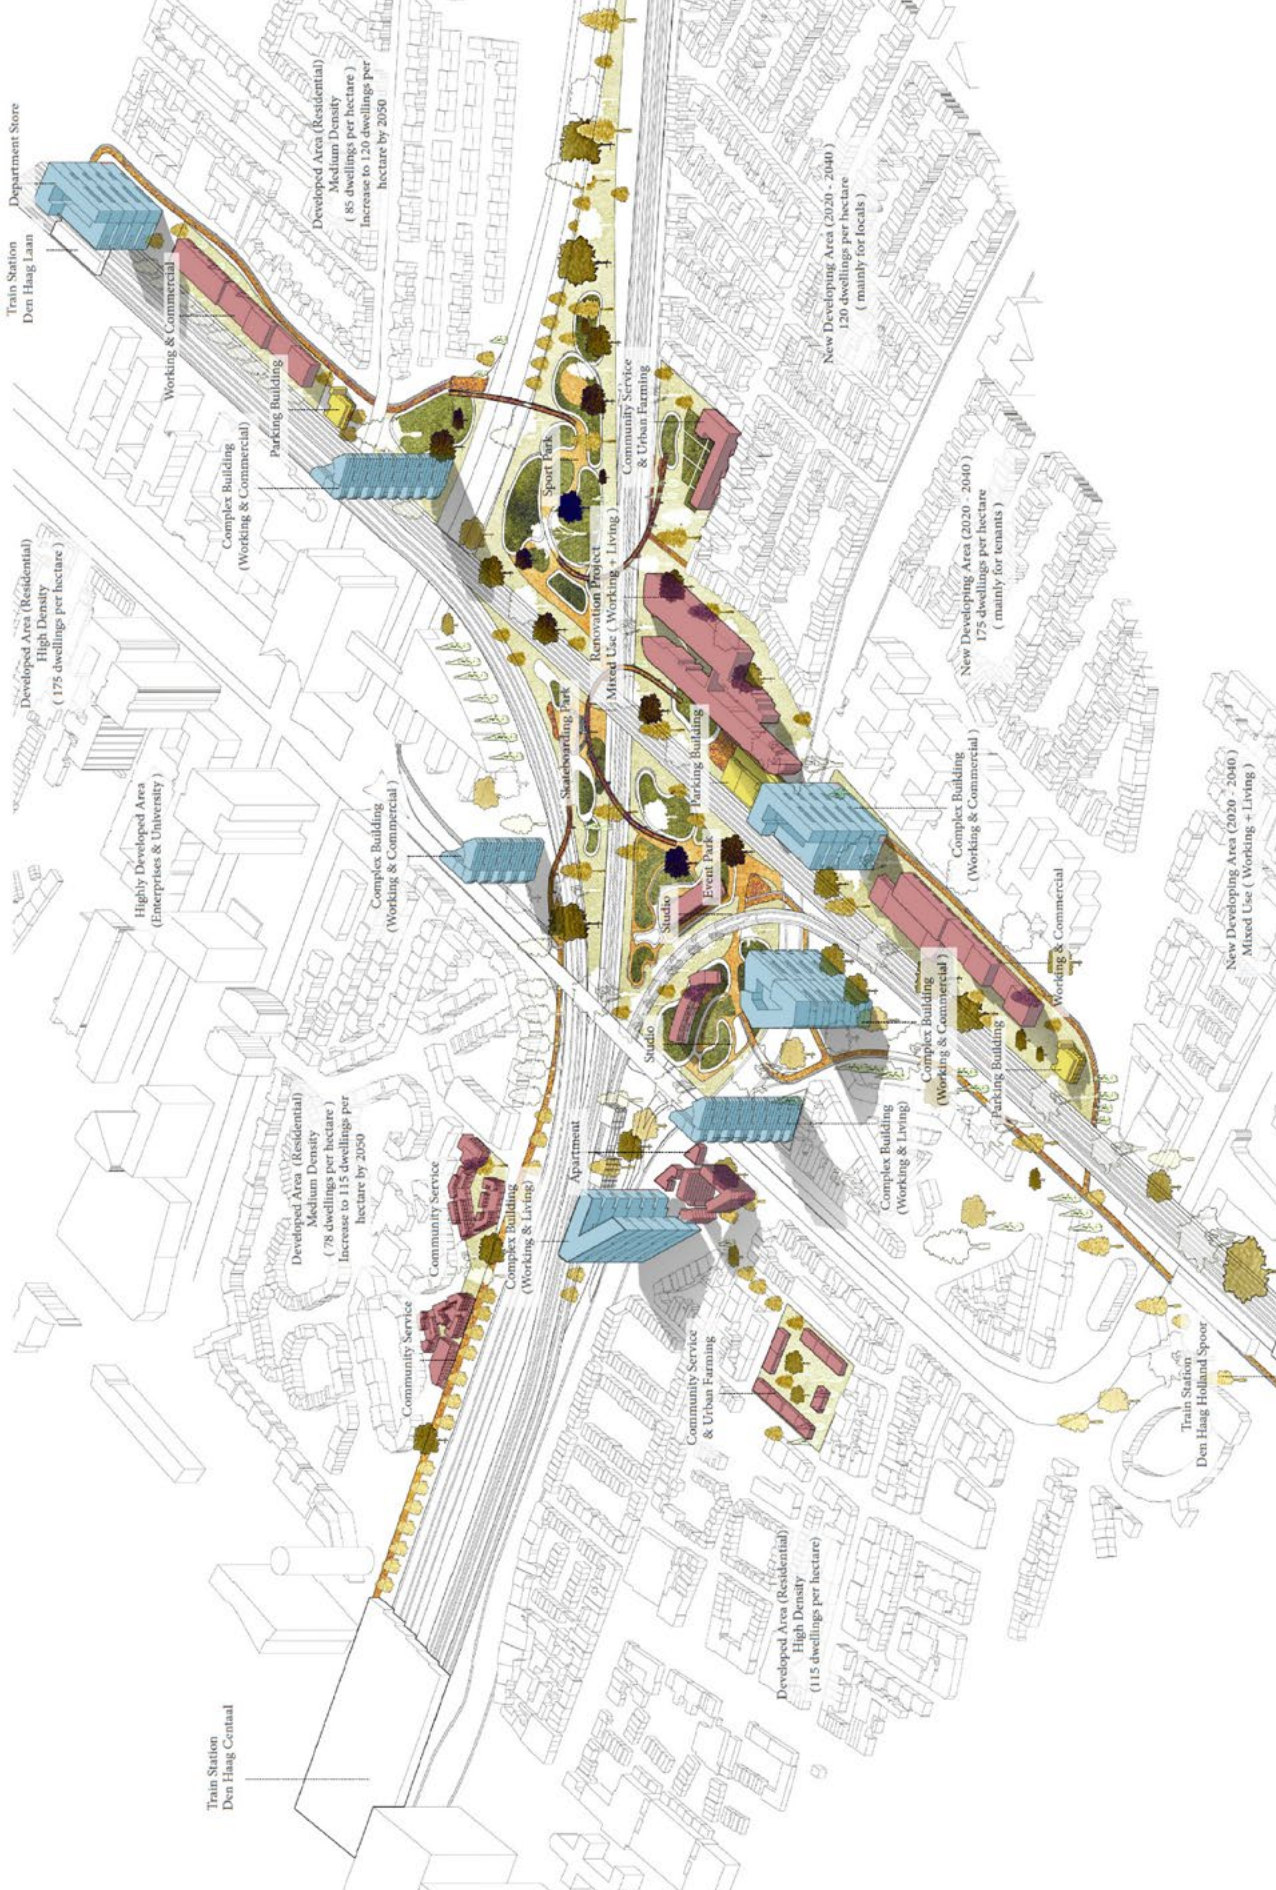 Train Station
Den Haag Laan
Department Store
Developed Area (Residential)
Medium Density
( 85 dwellings per hectare )
Increase to 120 dwellings per
hectare by 2050
Working & Commercial
Parking Building
Complex Building
(Working & Commercial)
Developed Area (Residential)
High Density
( 175 dwellings per hectare )
Highly Developed Area
(Enterprises & University )
Complex Building
(Working & Commercial )
Sport Park
Community Service
& Urban Farming
New Developing Area (2020 - 2040 )
120 dwellings per hectare
( mainly for locals )
Renovation Project
Mixed Use ( Working + Living )
Skateboarding Park
Parking Building
Event Park
Studio
Studio
New Developing Area (2020 - 2040 )
175 dwellings per hectare
( mainly for tenants )
Complex Building
(Working & Commercial )
Working & Commercial
New Developing Area (2020 - 2040)
Mixed Use ( Working + Living )
Complex Building
(Working & Commercial )
Parking Building
Complex Building
(Working & Living)
Apartment
Complex Building
(Working & Living)
Developed Area (Residential)
Medium Density
( 78 dwellings per hectare )
Increase to 115 dwellings per
hectare by 2050
Community Service
Community Service
Community Service
& Urban Farming
Train Station
Den Haag Holland Spoor
Developed Area (Residential)
High Density
(115 dwellings per hectare)
Train Station
Den Haag Centaal